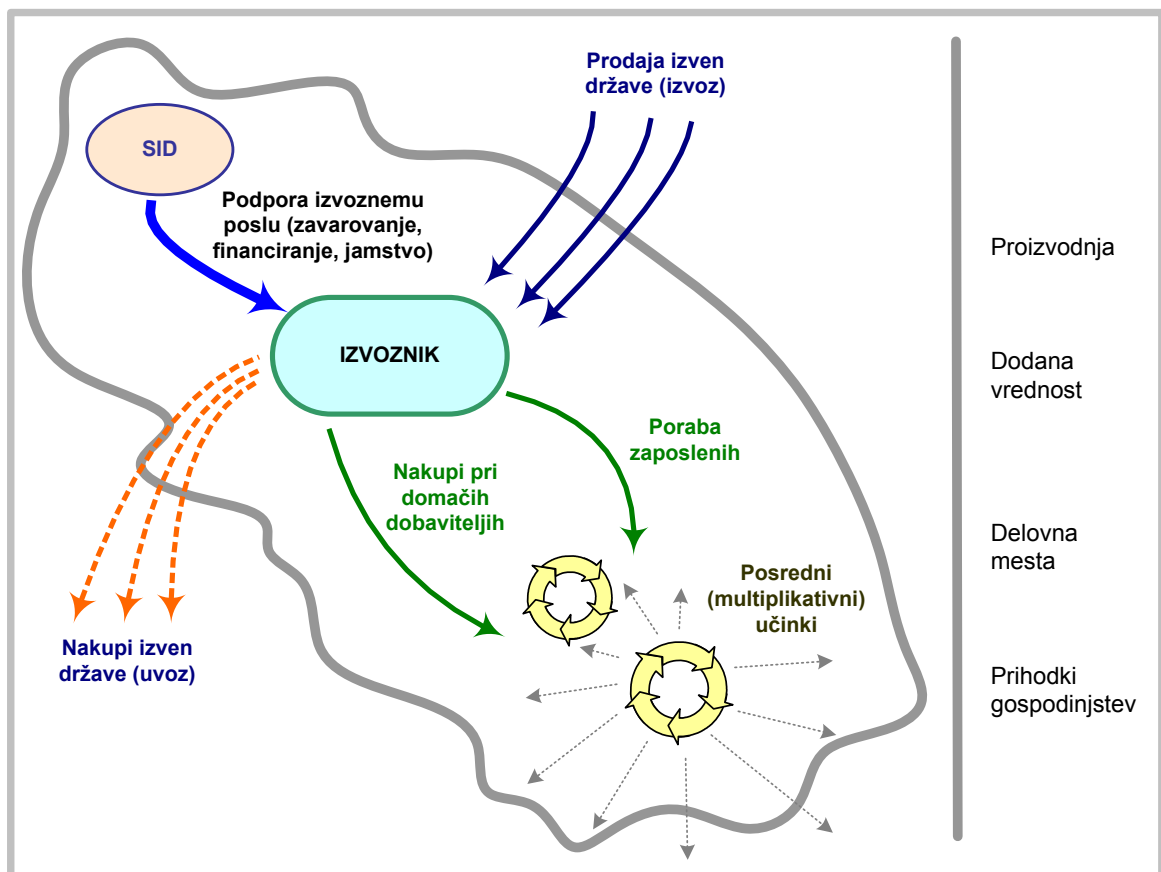 Prodaja izven
države (izvoz)
SID
Podpora izvoznemu
poslu (zavarovanje,
financiranje, jamstvo)
IZVOZNIK
Poraba
zaposlenih
Nakupi pri
domačih
dobaviteljih
Posredni
(multiplikativni)
učinki
Nakupi izven
države (uvoz)
Proizvodnja
Dodana
vrednost
Delovna
mesta
Prihodki
gospodinjstev